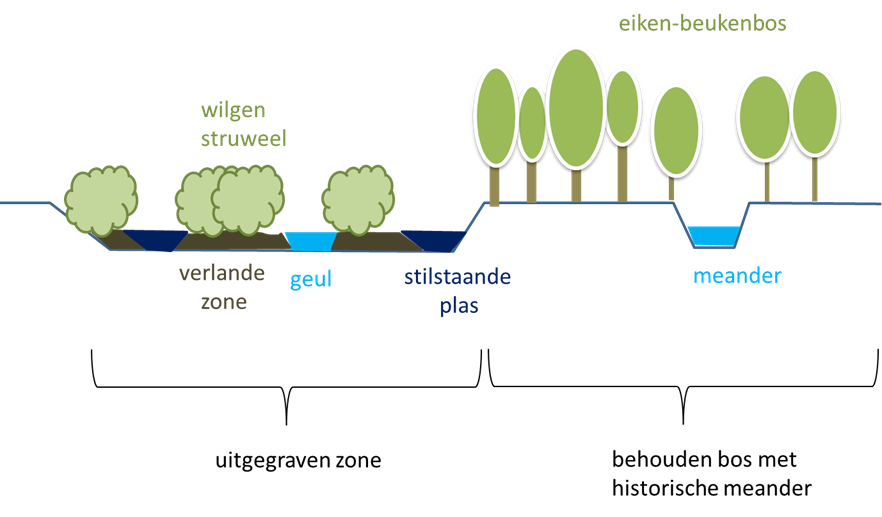 eiken-beukenbos
wilgen
struweel
verlande
zone
geul
stilstaande
plas
meander
uitgegraven zone
behouden bos met
historische meander